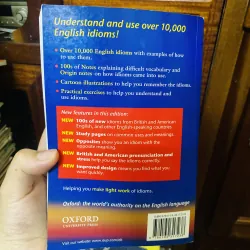 Understand and use over 10,000
English idioms!
Over 10,000 English idioms with examples of how
to use them.
100s of Notes explaining difficult vocabulary and
Origin notes on how idioms came into use.
Cartoon illustrations to help you remember the idioms.
Practical exercises to help you understand and
use idioms.
New features in this edition:
NEW 100s of new idioms from British and American
English, and other English-speaking countries
NEW Study pages on common uses and meanings.
NEW Opposites show you an idiom with the
opposite meaning.
NEW British and American pronunciation and
stress help you say the idioms correctly.
NEW Improved design means you find what you
want quickly.
Helping you make light work of idioms.
Oxford: the world's authority on the English language
OXFORD
UNIVERSITY PRESS